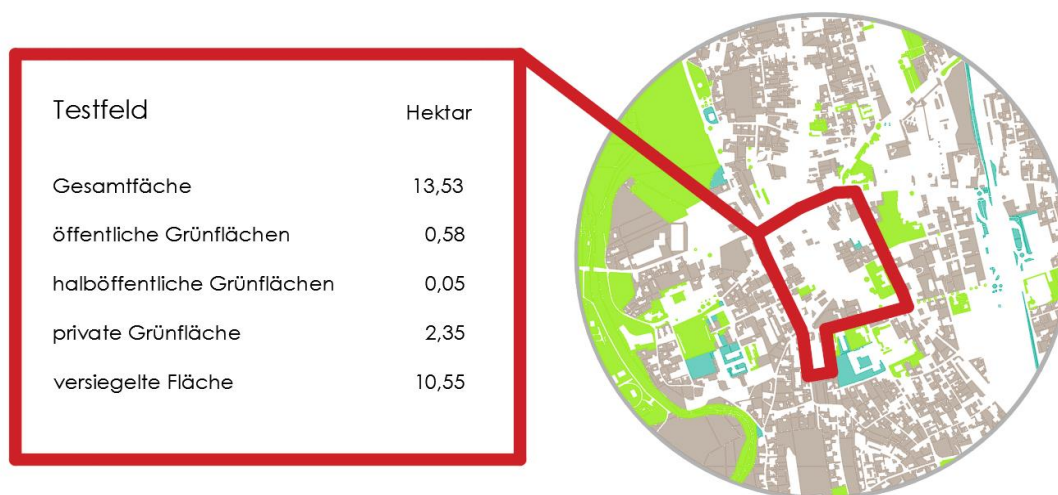 Testfeld Hektar
Gesamtfäche 13,53
öffentliche Grünflächen 0,58
halböffentliche Grünflächen 0,05
private Grünfläche 2,35
versiegelte Fläche 10,55